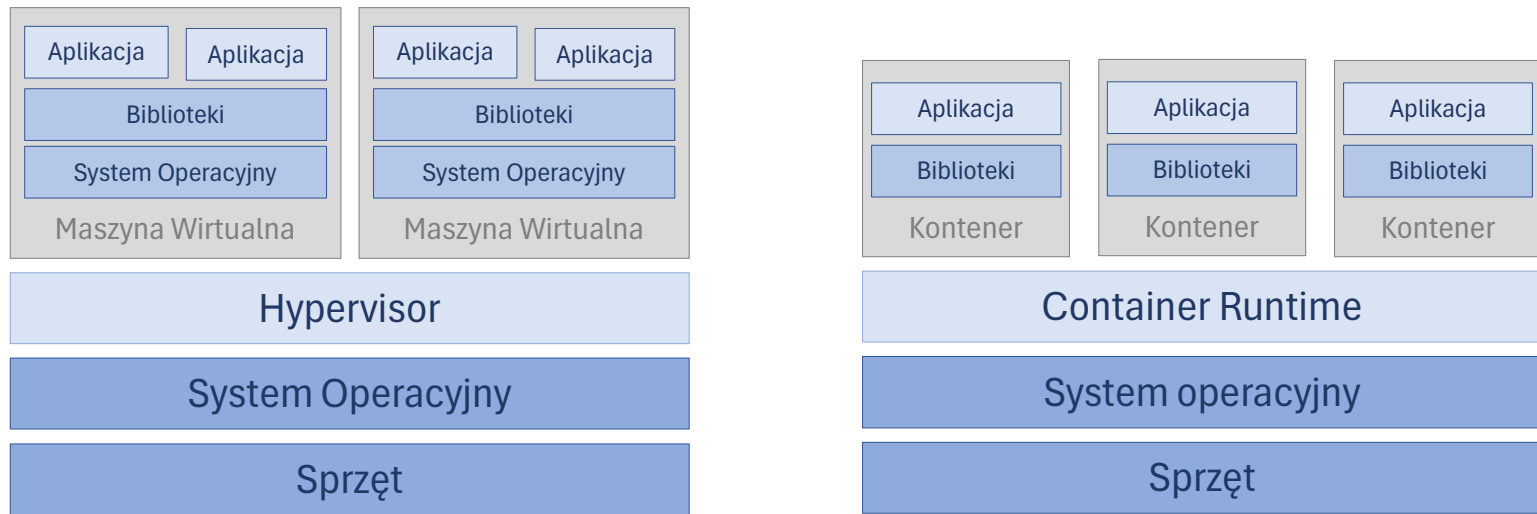 Aplikacja
Aplikacja
Biblioteki
System Operacyjny
Maszyna Wirtualna
Aplikacja
Aplikacja
Biblioteki
System Operacyjny
Maszyna Wirtualna
Hypervisor
System Operacyjny
Sprzęt
Aplikacja
Biblioteki
Kontener
Aplikacja
Biblioteki
Kontener
Aplikacja
Biblioteki
Kontener
Container Runtime
System operacyjny
Sprzęt